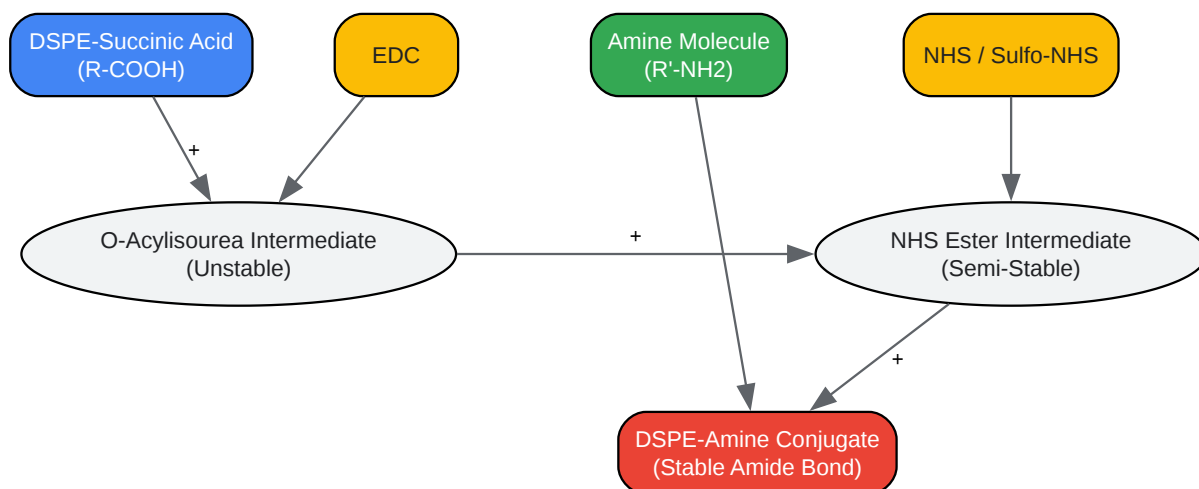 DSPE-Succinic Acid
(R-COOH)
EDC
Amine Molecule
(R'-NH2)
NHS / Sulfo-NHS
+
O-Acylisourea Intermediate
(Unstable)
+
NHS Ester Intermediate
(Semi-Stable)
+
DSPE-Amine Conjugate
(Stable Amide Bond)